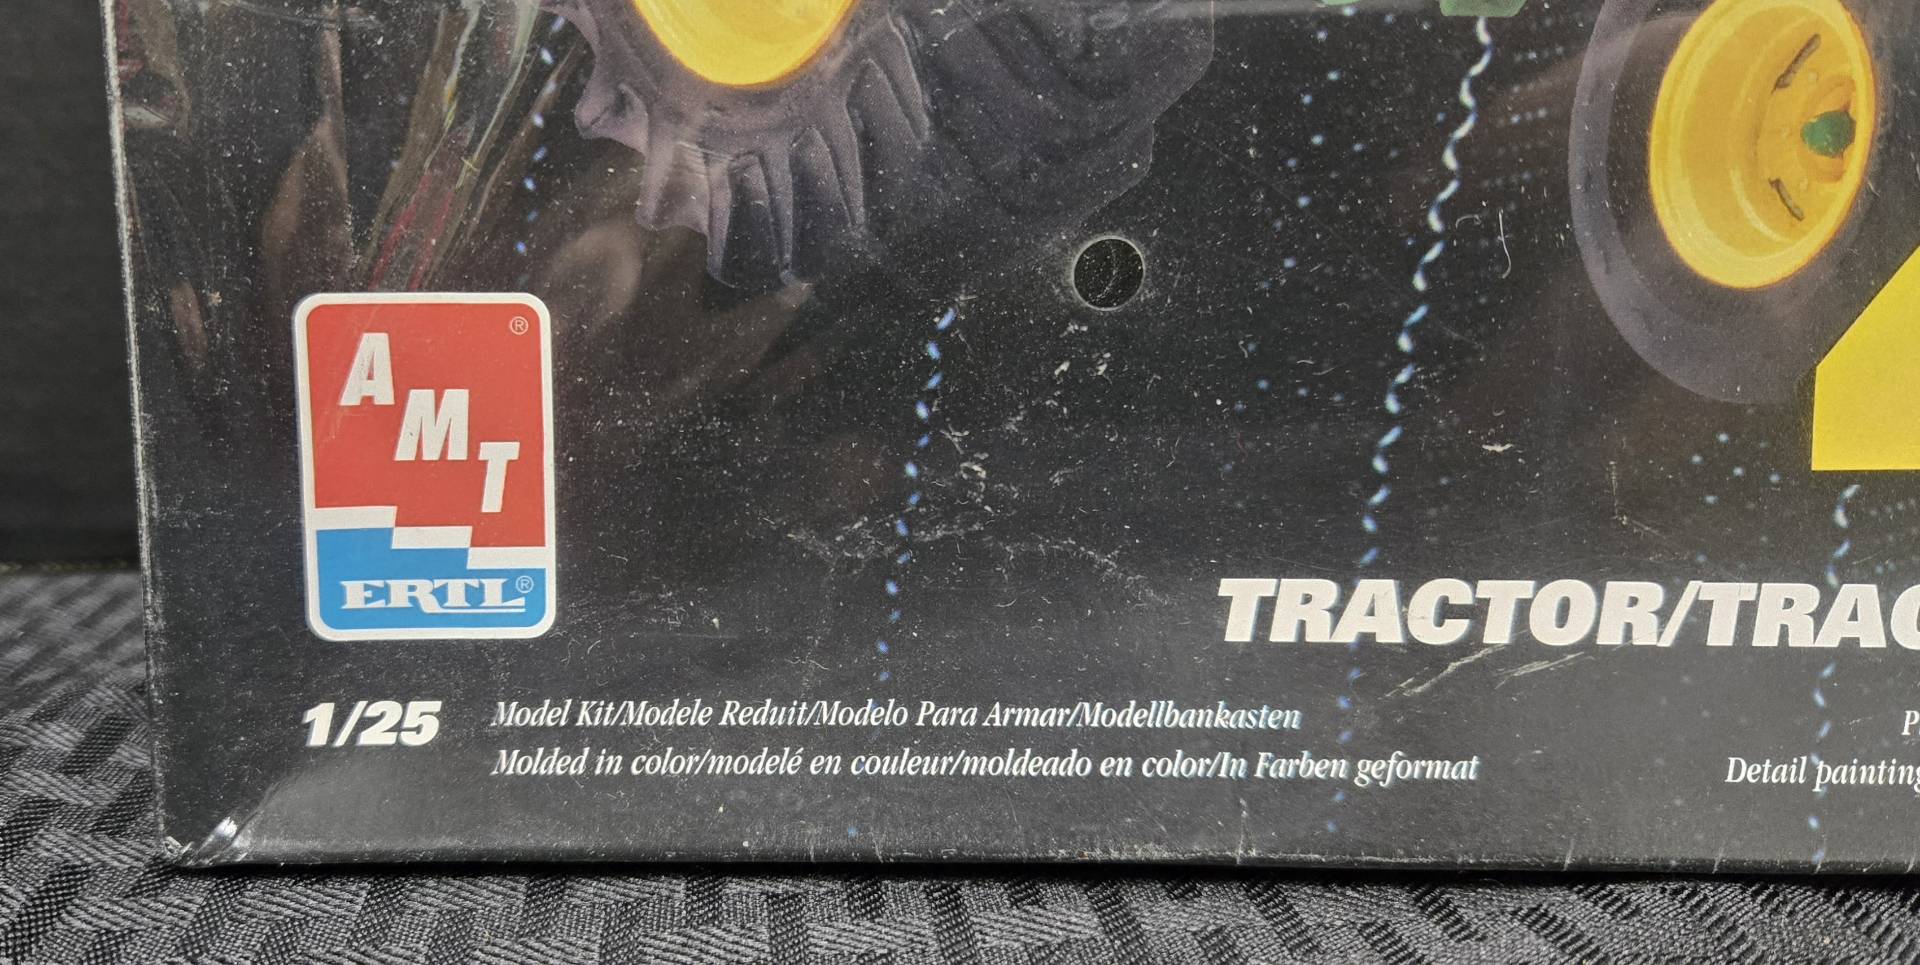 AMT®
ERTL®
TRACTOR/TRAC
1/25
Model Kit/Modele Reduit/Modelo Para Armar/Modellbankasten
Molded in color/modelé en couleur/moldeado en color/In Farben geformat
Detail painting